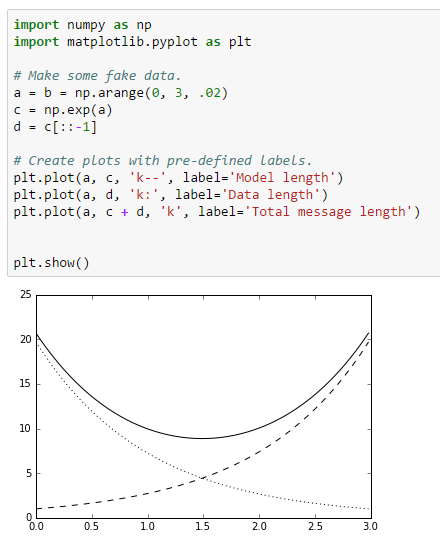 import numpy as np
import matplotlib.pyplot as plt
# Make some fake data.
a = b = np.arange(0, 3, .02)
c = np.exp(a)
d = c[::-1]
# Create plots with pre-defined labels.
plt.plot(a, c, 'k--', label='Model length')
plt.plot(a, d, 'k:', label='Data length')
plt.plot(a, c + d, 'k', label='Total message length')
plt.show()
25
20
15
10
5
0
0.0 0.5 1.0 1.5 2.0 2.5 3.0